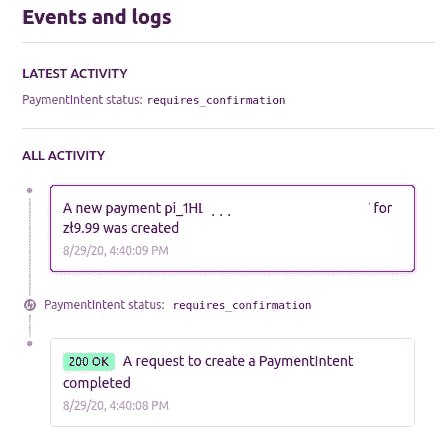 Events and logs
LATEST ACTIVITY
PaymentIntent status: requires_confirmation
ALL ACTIVITY
A new payment pi_1HL ... for
zł9.99 was created
8/29/20, 4:40:09 PM
PaymentIntent status: requires_confirmation
200 OK A request to create a PaymentIntent
completed
8/29/20, 4:40:08 PM